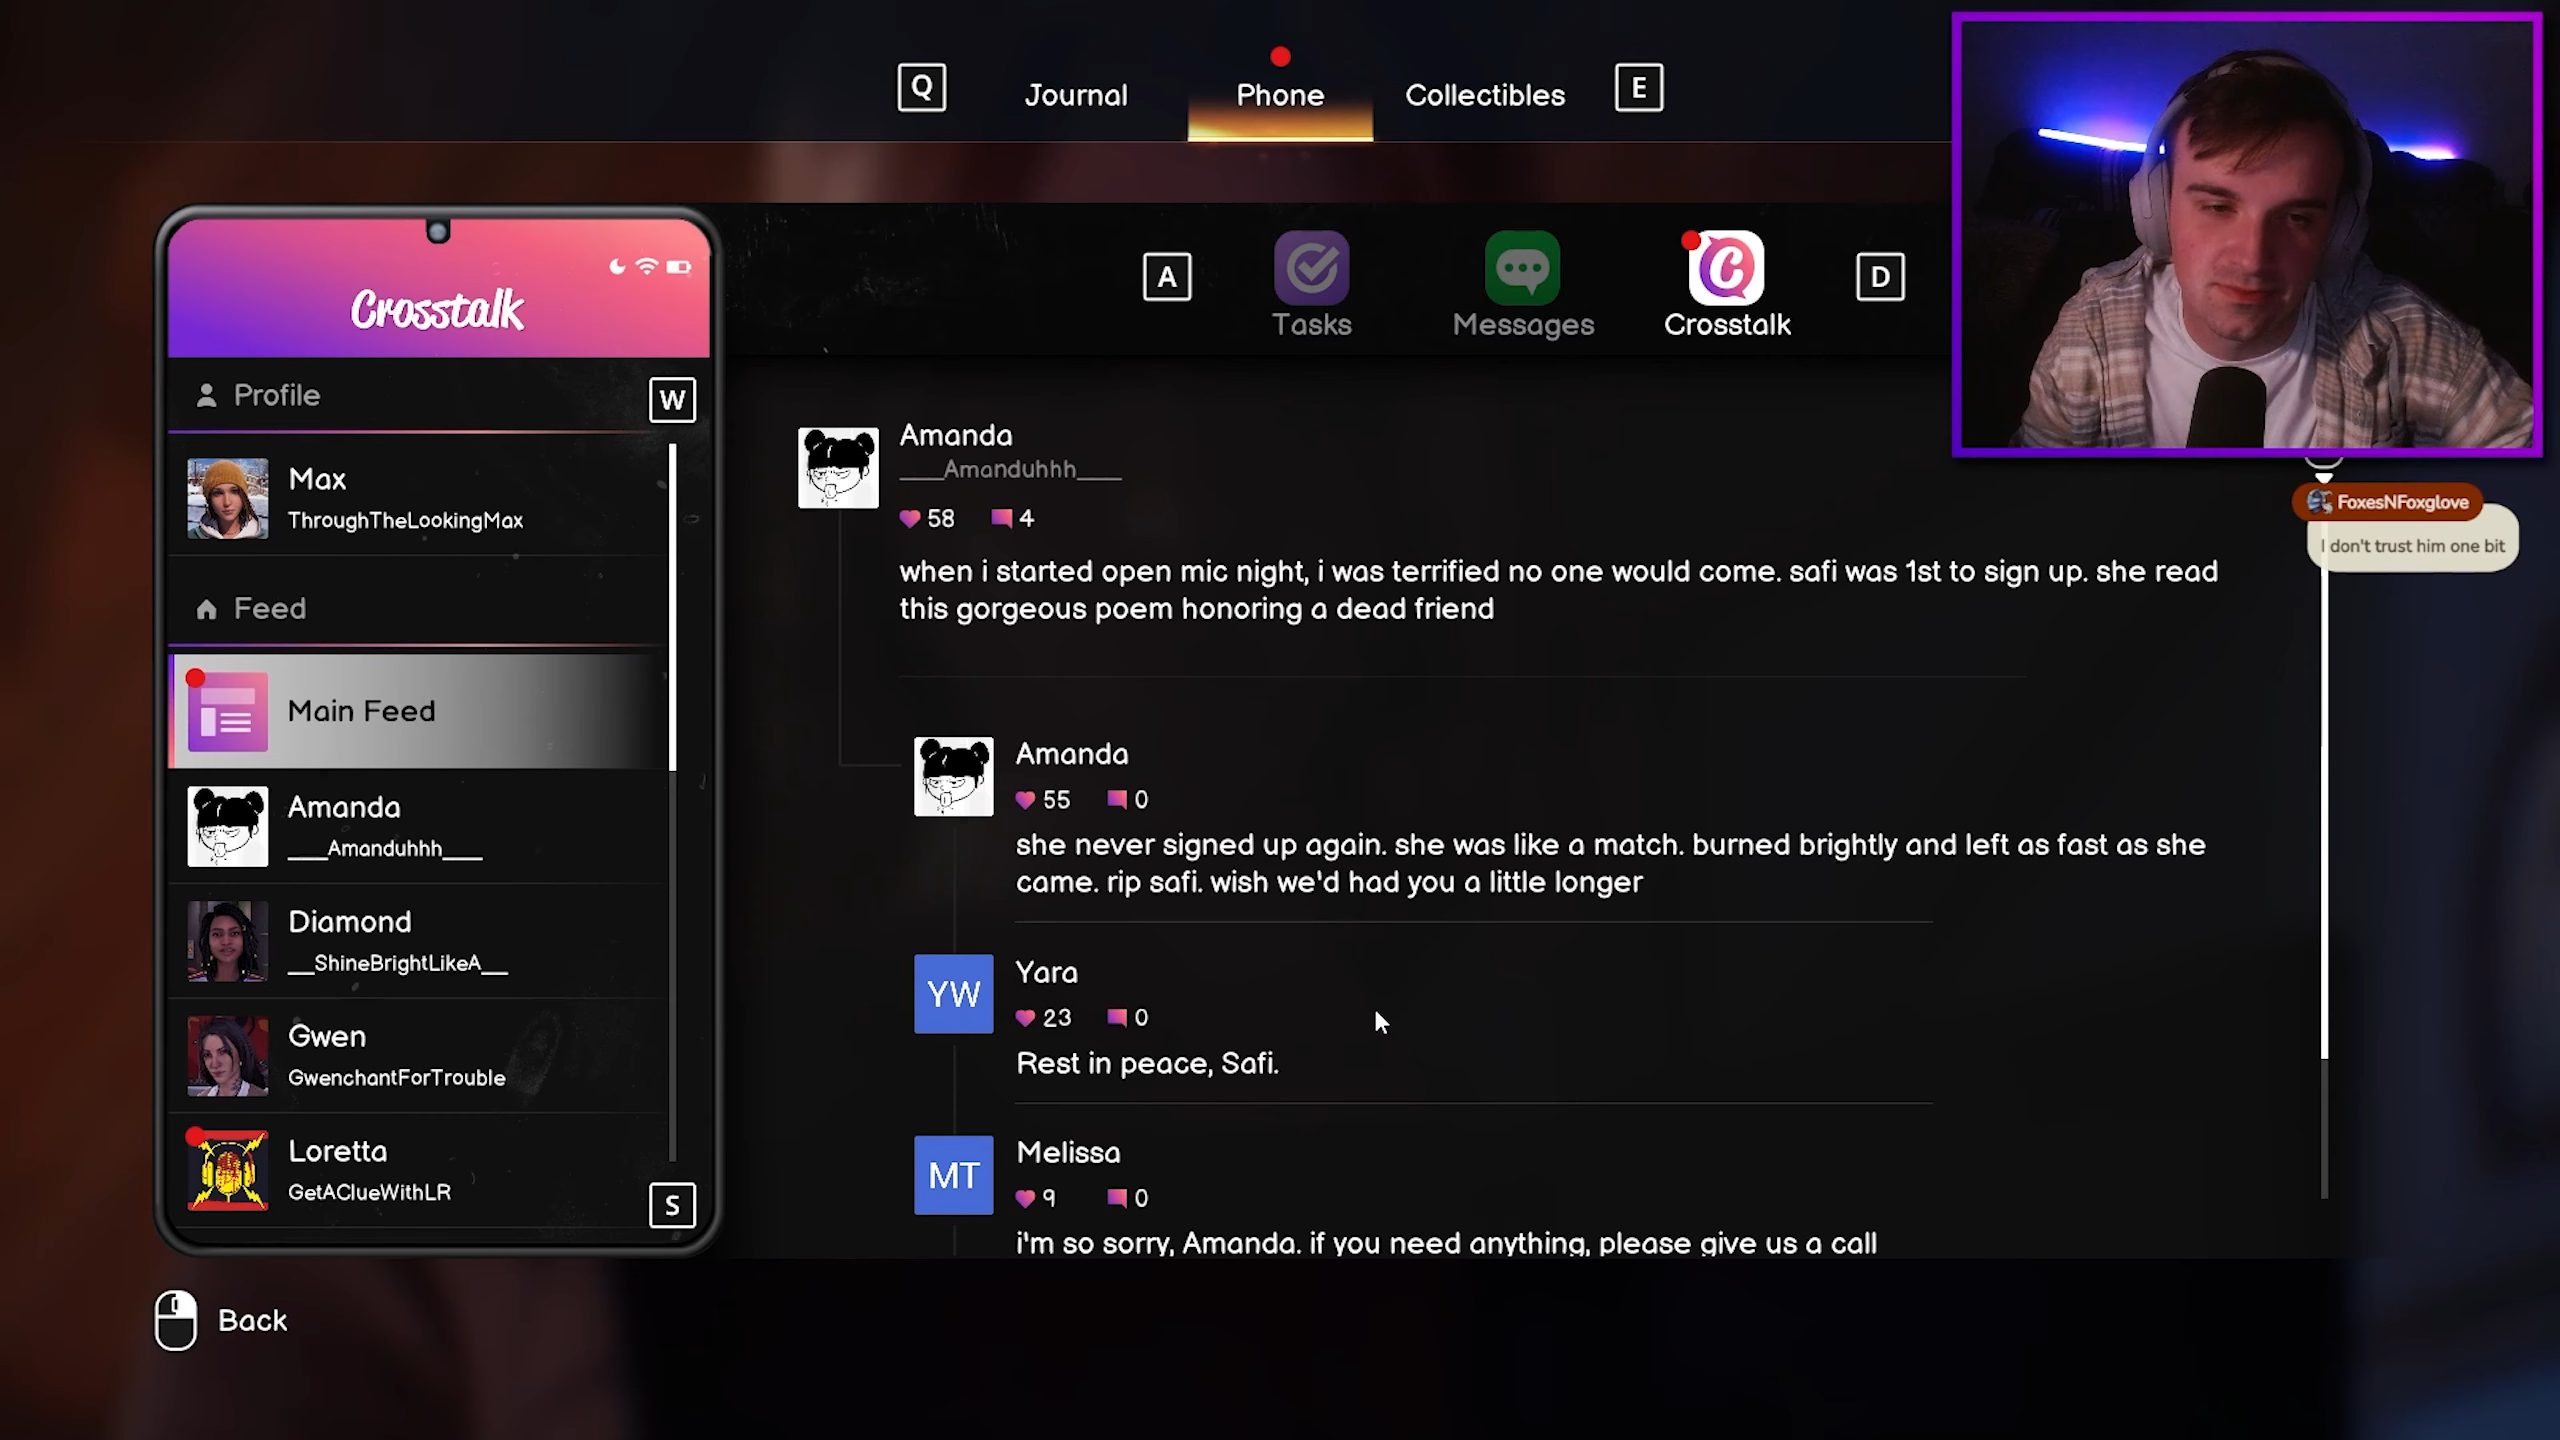 Q
Journal
Phone
Collectibles
E
Crosstalk
A
Tasks
Messages
Crosstalk
D
Profile
W
Max
ThroughTheLookingMax
Feed
Main Feed
Amanda
___Amanduhhh___
Diamond
__ShineBrightLikeA__
Gwen
GwenchantForTrouble
Loretta
GetAClueWithLR
S
Amanda
___Amanduhhh___
58 4
when i started open mic night, i was terrified no one would come. safi was 1st to sign up. she read
this gorgeous poem honoring a dead friend
Amanda
55 0
she never signed up again. she was like a match. burned brightly and left as fast as she
came. rip safi. wish we'd had you a little longer
YW
Yara
23 0
Rest in peace, Safi.
MT
Melissa
9 0
i'm so sorry, Amanda. if you need anything, please give us a call
FoxesNFoxglove
I don't trust him one bit
Back